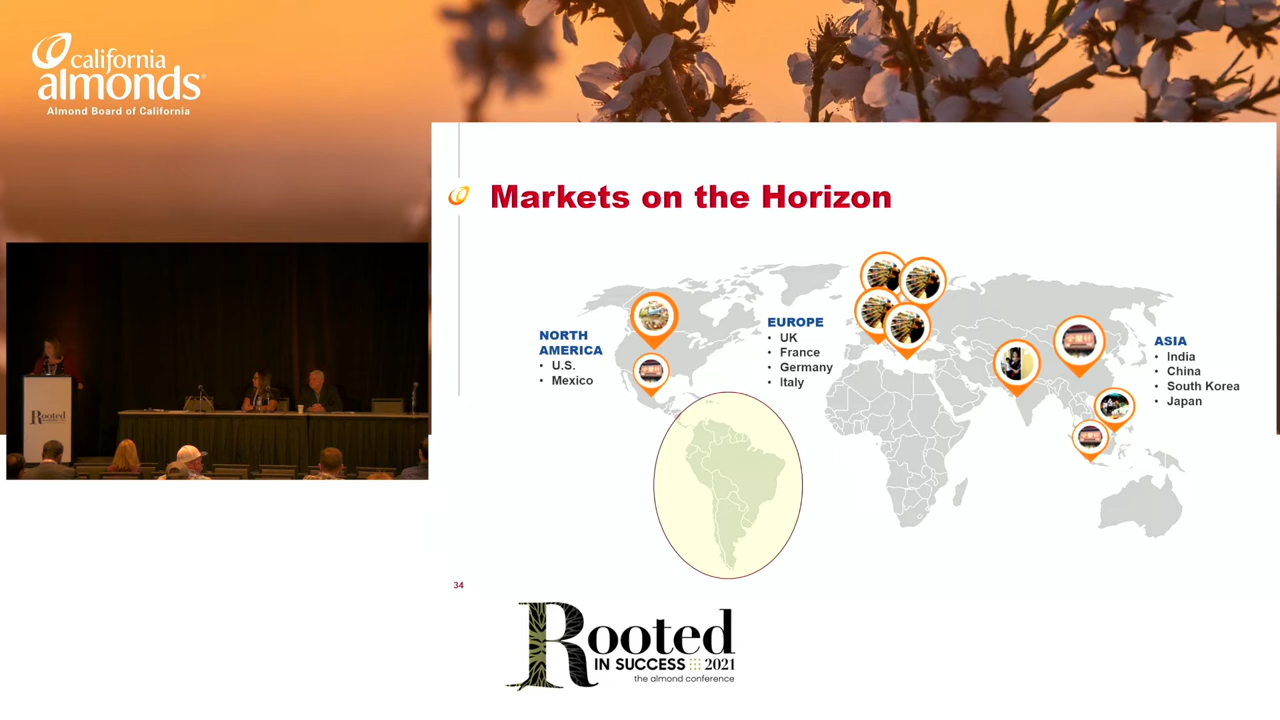 california
almonds®
Almond Board of California
Markets on the Horizon
NORTH
AMERICA
• U.S.
• Mexico
EUROPE
• UK
• France
• Germany
• Italy
ASIA
• India
• China
• South Korea
• Japan
34
Rooted
Rooted
IN SUCCESS 2021
the almond conference